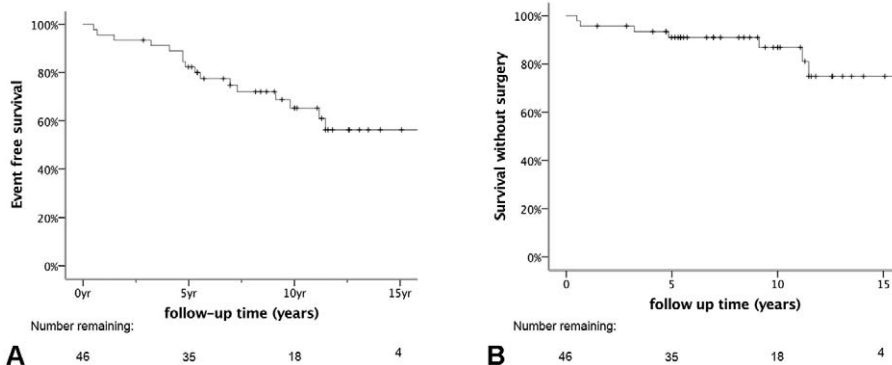 100%
80%
60%
40%
20%
0%
Event free survival
0yr 5yr 10yr 15yr
follow-up time (years)
Number remaining:
46 35 18 4
A
100%
80%
60%
40%
20%
0%
Survival without surgery
0 5 10 15
follow up time (years)
Number remaining:
46 35 18 4
B